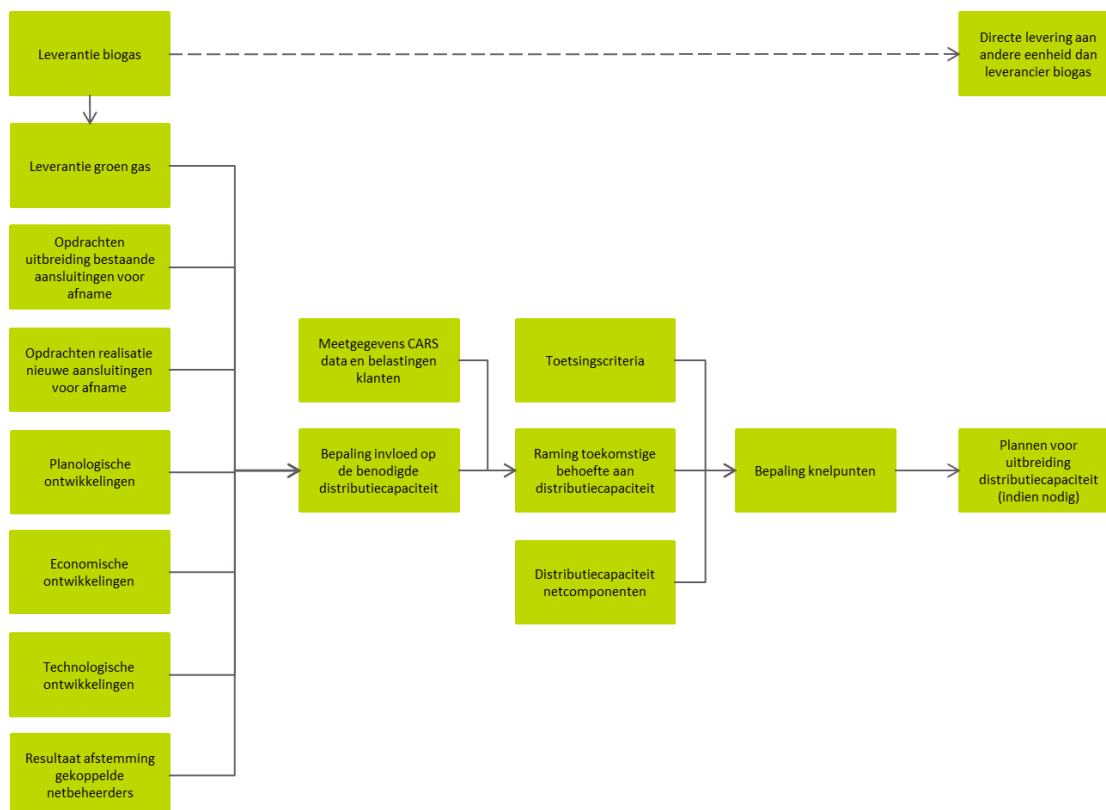 Leverantie biogas
Directe levering aan
andere eenheid dan
leverancier biogas
Leverantie groen gas
Opdrachten
uitbreiding bestaande
aansluitingen voor
afname
Opdrachten realisatie
nieuwe aansluitingen
voor afname
Planologische
ontwikkelingen
Economische
ontwikkelingen
Technologische
ontwikkelingen
Resultaat afstemming
gekoppelde
netbeheerders
Meetgegevens CARS
data en belastingen
klanten
Bepaling invloed op
de benodigde
distributiecapaciteit
Toetsingscriteria
Raming toekomstige
behoefte aan
distributiecapaciteit
Distributiecapaciteit
netcomponenten
Bepaling knelpunten
Plannen voor
uitbreiding
distributiecapaciteit
(indien nodig)